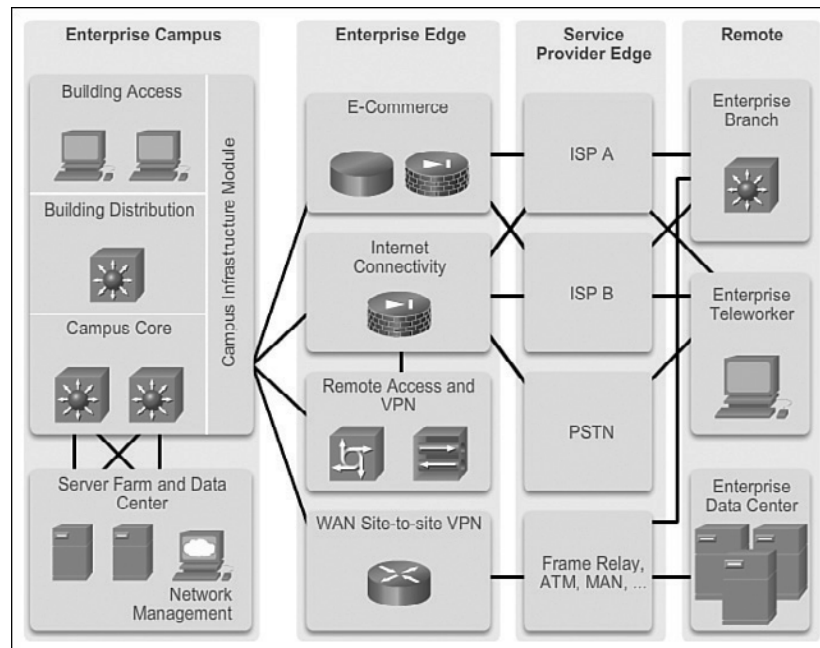 Enterprise Campus
Building Access
Building Distribution
Campus Core
Campus Infrastructure Module
Server Farm and Data
Center
Network
Management
Enterprise Edge
E-Commerce
Internet
Connectivity
Remote Access and
VPN
WAN Site-to-site VPN
Service
Provider Edge
ISP A
ISP B
PSTN
Frame Relay,
ATM, MAN, ...
Remote
Enterprise
Branch
Enterprise
Teleworker
Enterprise
Data Center